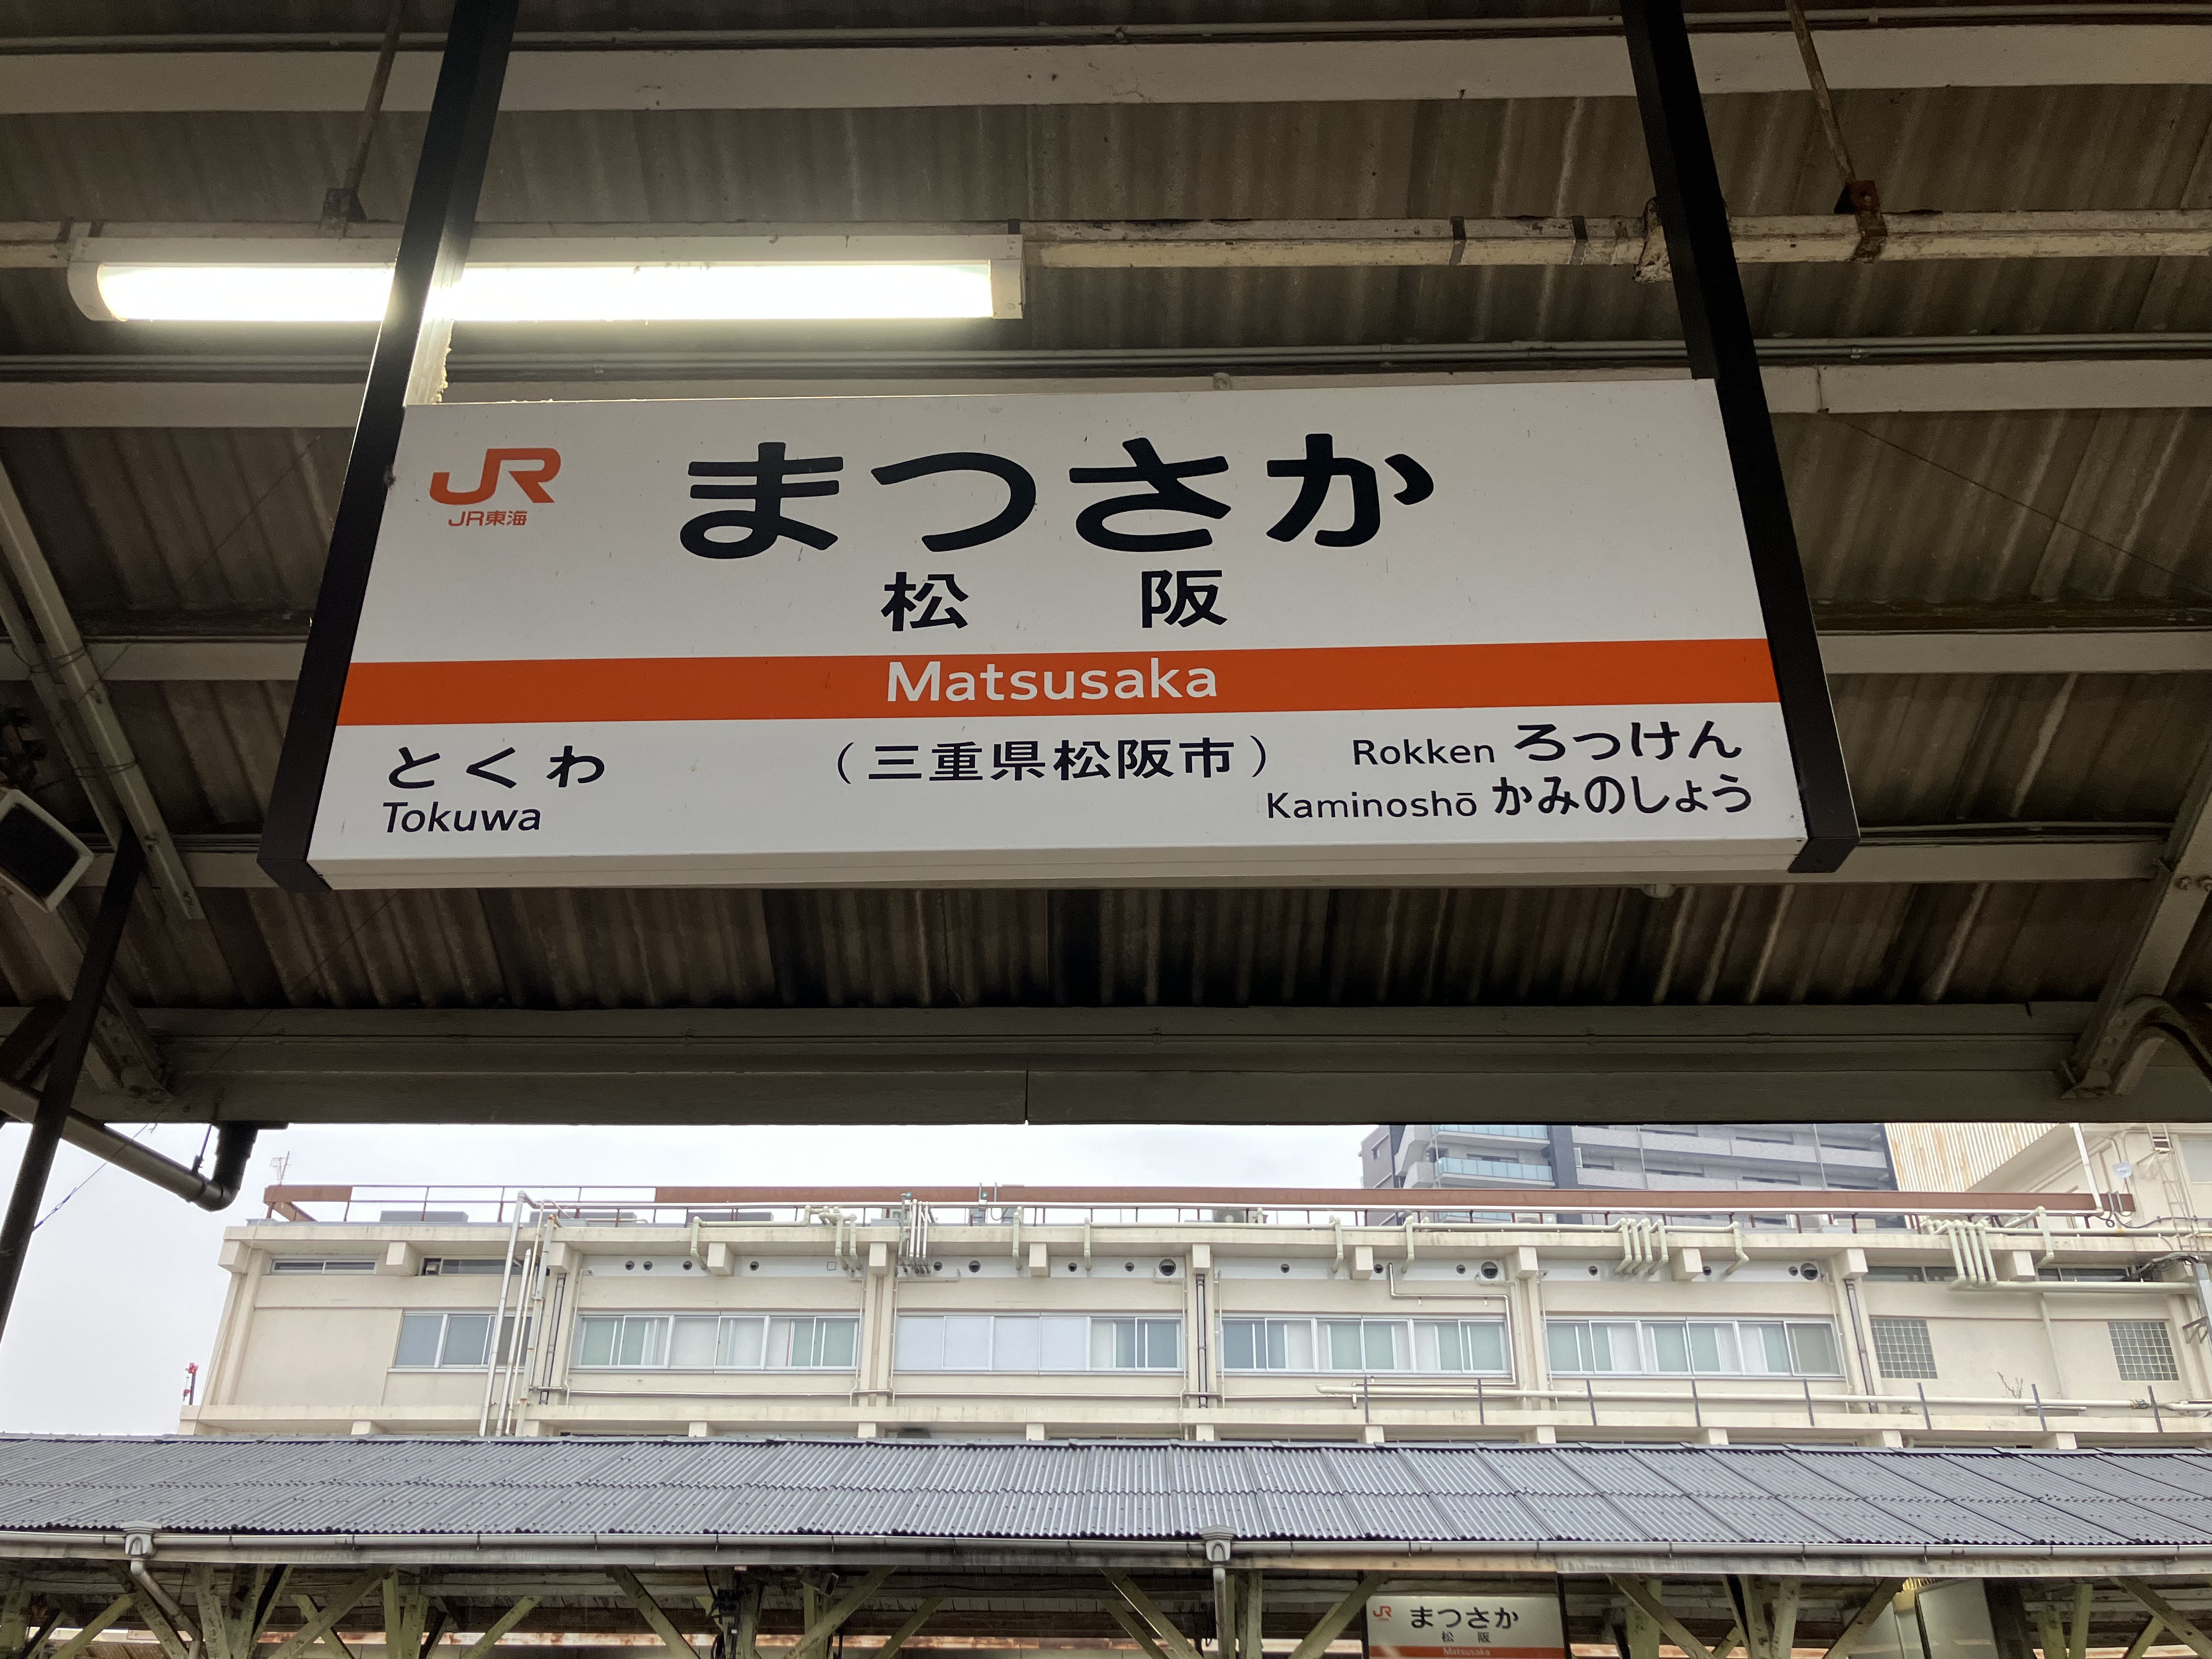 JR
JR東海
まつさか
松 阪
Matsusaka
とくわ
Tokuwa
（三重県松阪市）
Rokken ろっけん
Kaminoshō かみのしょう
JR
まつさか
松 阪
Matsusaka